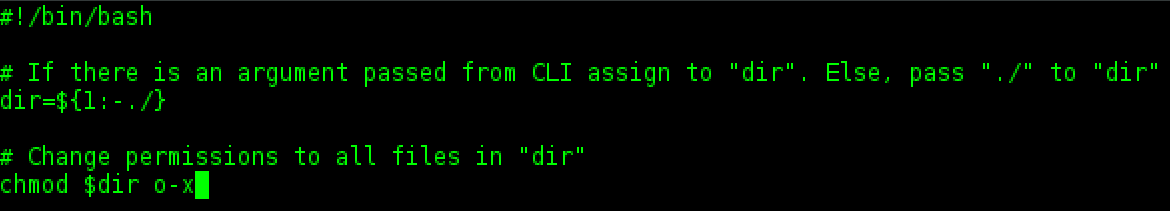 #!/bin/bash
# If there is an argument passed from CLI assign to "dir". Else, pass "./" to "dir"
dir=${1:-./}
# Change permissions to all files in "dir"
chmod $dir o-x